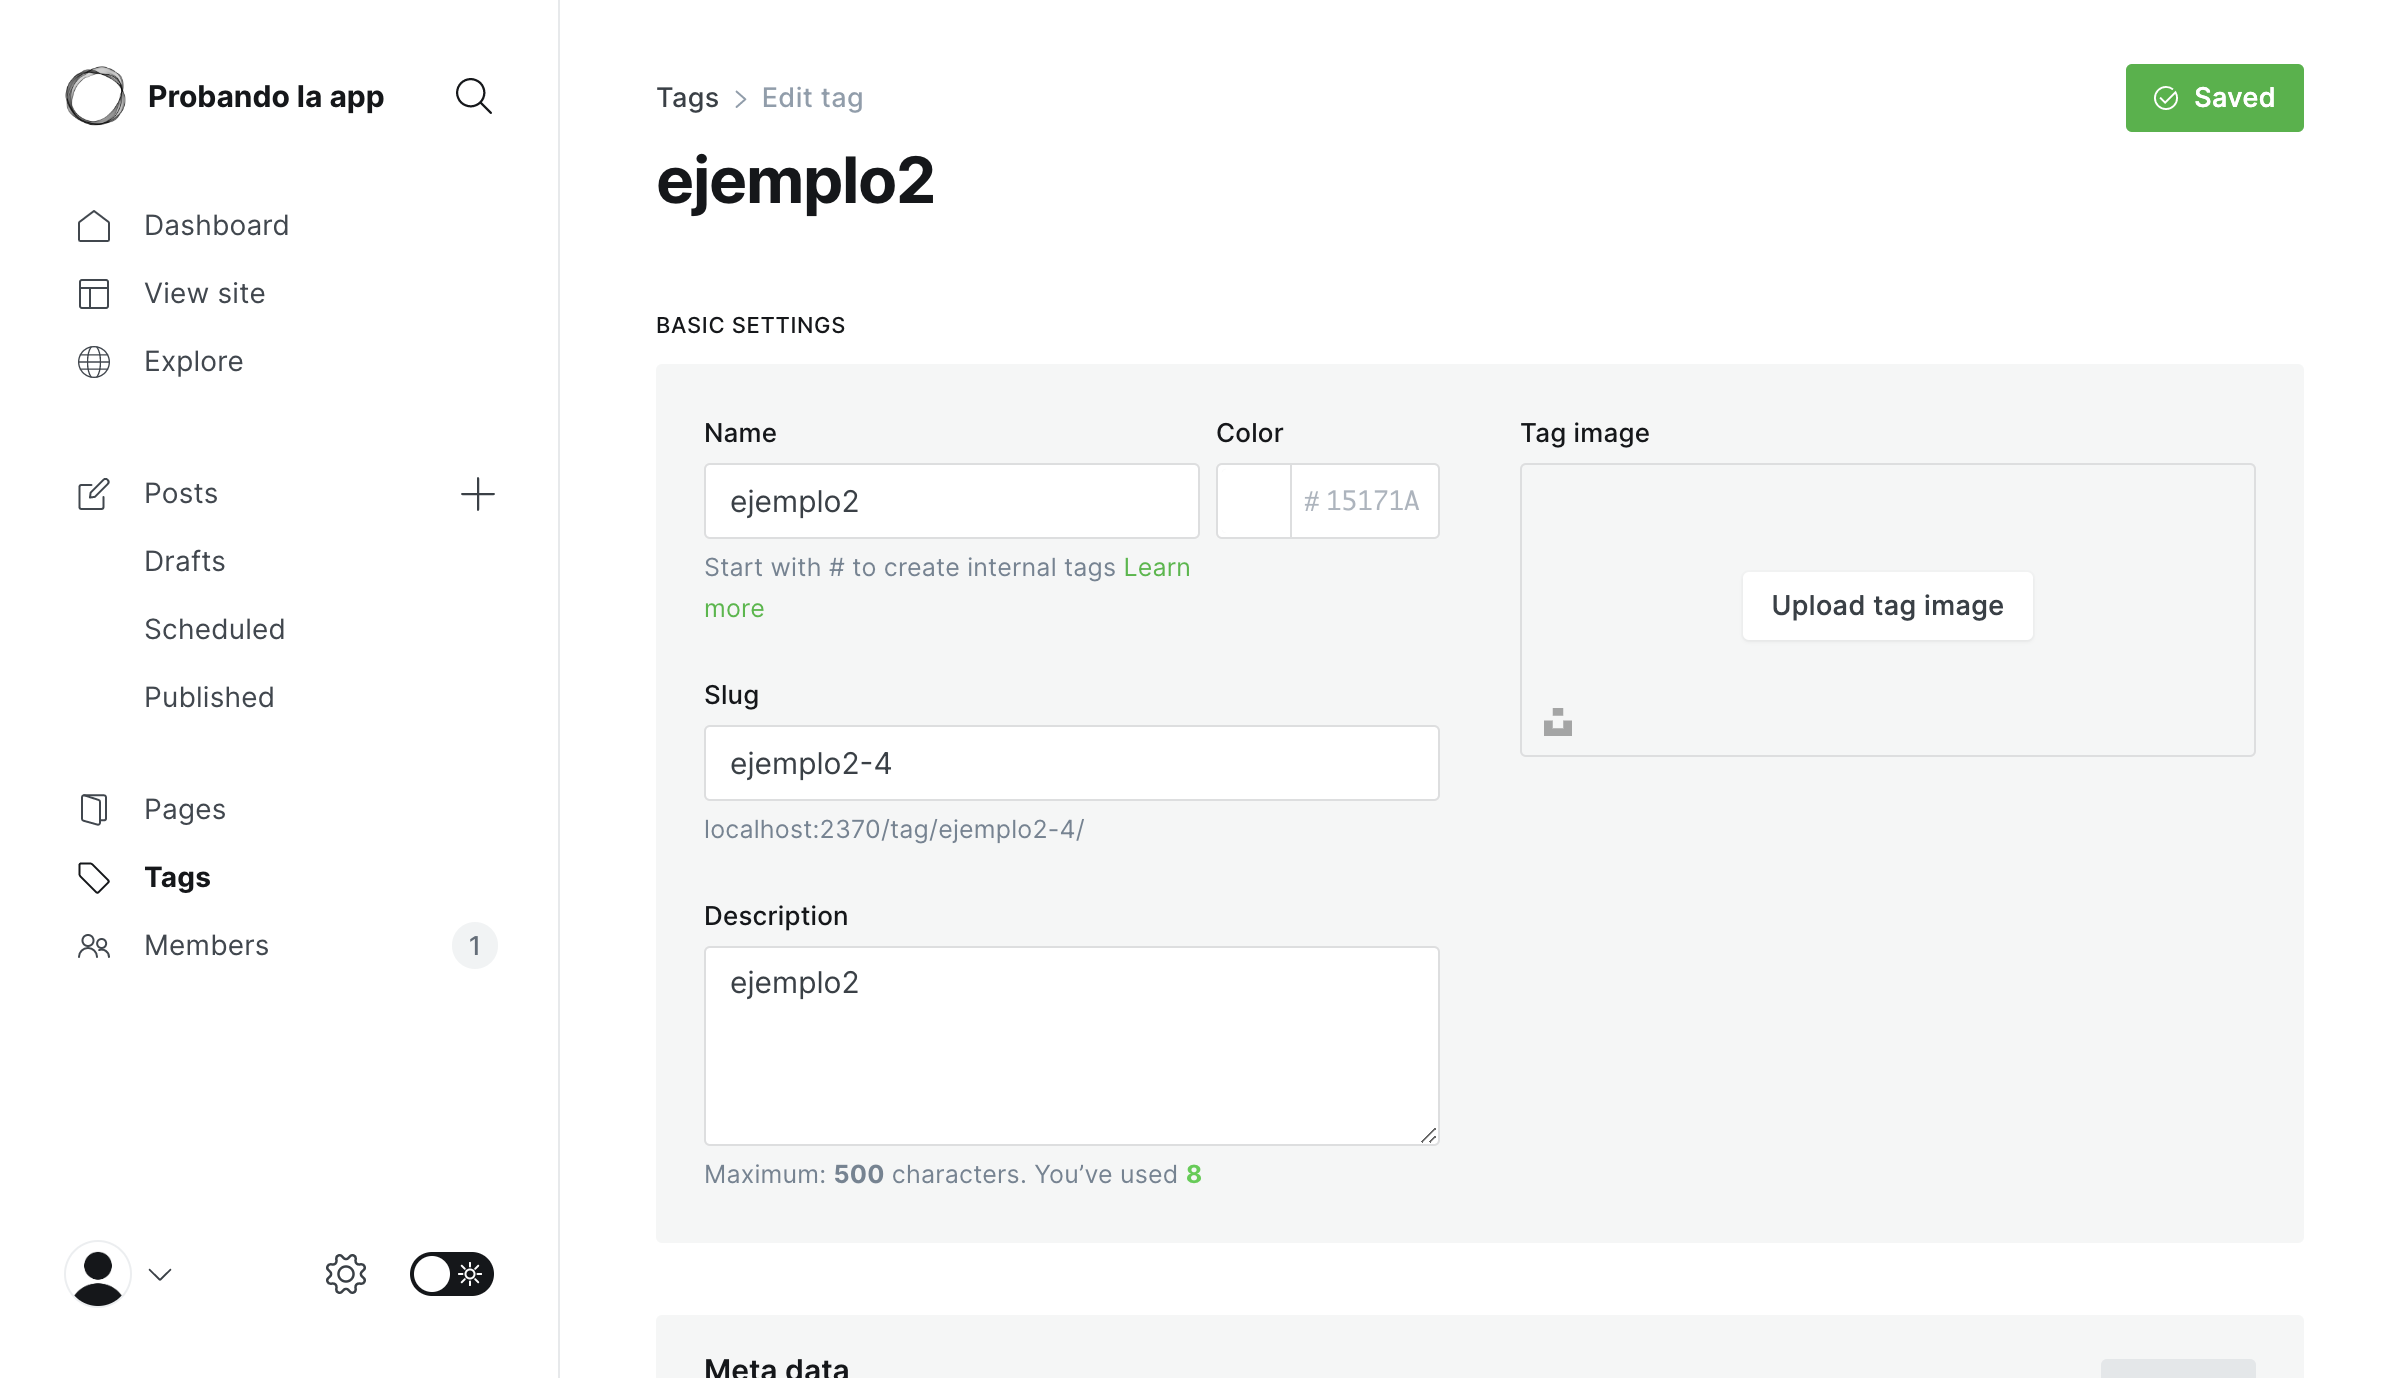 Probando la app
Dashboard
View site
Explore
Posts
Drafts
Scheduled
Published
Pages
Tags
Members
1
Tags > Edit tag
Saved
ejemplo2
BASIC SETTINGS
Name
ejemplo2
Start with # to create internal tags Learn
more
Color
# 15171A
Slug
ejemplo2-4
localhost:2370/tag/ejemplo2-4/
Description
ejemplo2
Maximum: 500 characters. You’ve used 8
Tag image
Upload tag image
Meta data